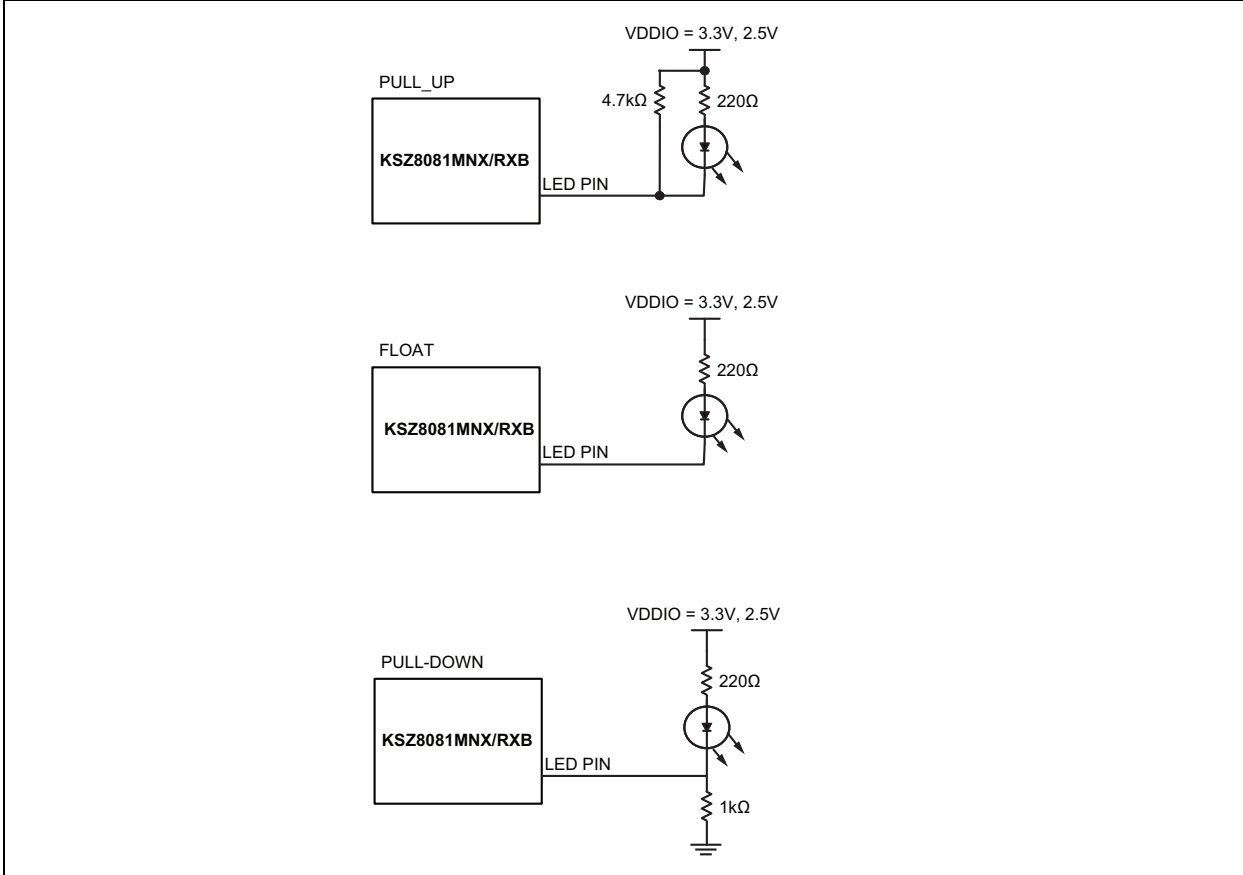 VDDIO = 3.3V, 2.5V
PULL_UP
4.7kΩ
220Ω
KSZ8081MNX/RXB
LED PIN
VDDIO = 3.3V, 2.5V
FLOAT
220Ω
KSZ8081MNX/RXB
LED PIN
VDDIO = 3.3V, 2.5V
PULL-DOWN
220Ω
KSZ8081MNX/RXB
LED PIN
1kΩ